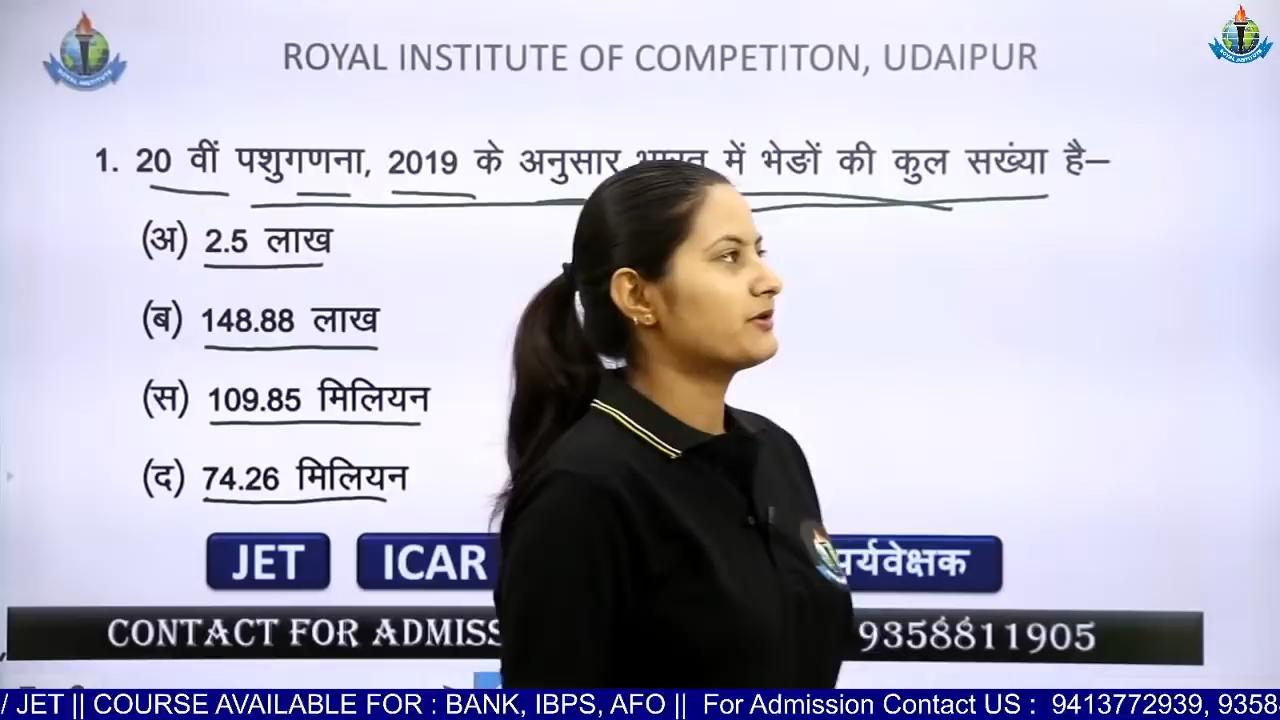 ROYAL INSTITUTE OF COMPETITON, UDAIPUR
1. 20 वीं पशुगणना, 2019 के अनुसार भारत में भेङों की कुल सख्ंया है–
(अ) 2.5 लाख
(ब) 148.88 लाख
(स) 109.85 मिलियन
(द) 74.26 मिलियन
JET ICAR पर्यवेक्षक
CONTACT FOR ADMISS 9358811905
/ JET || COURSE AVAILABLE FOR : BANK, IBPS, AFO || For Admission Contact US : 9413772939, 9358